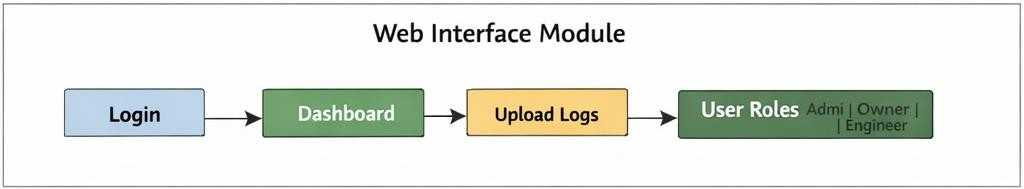 Web Interface Module
Login
Dashboard
Upload Logs
User Roles Admi | Owner |
| Engineer